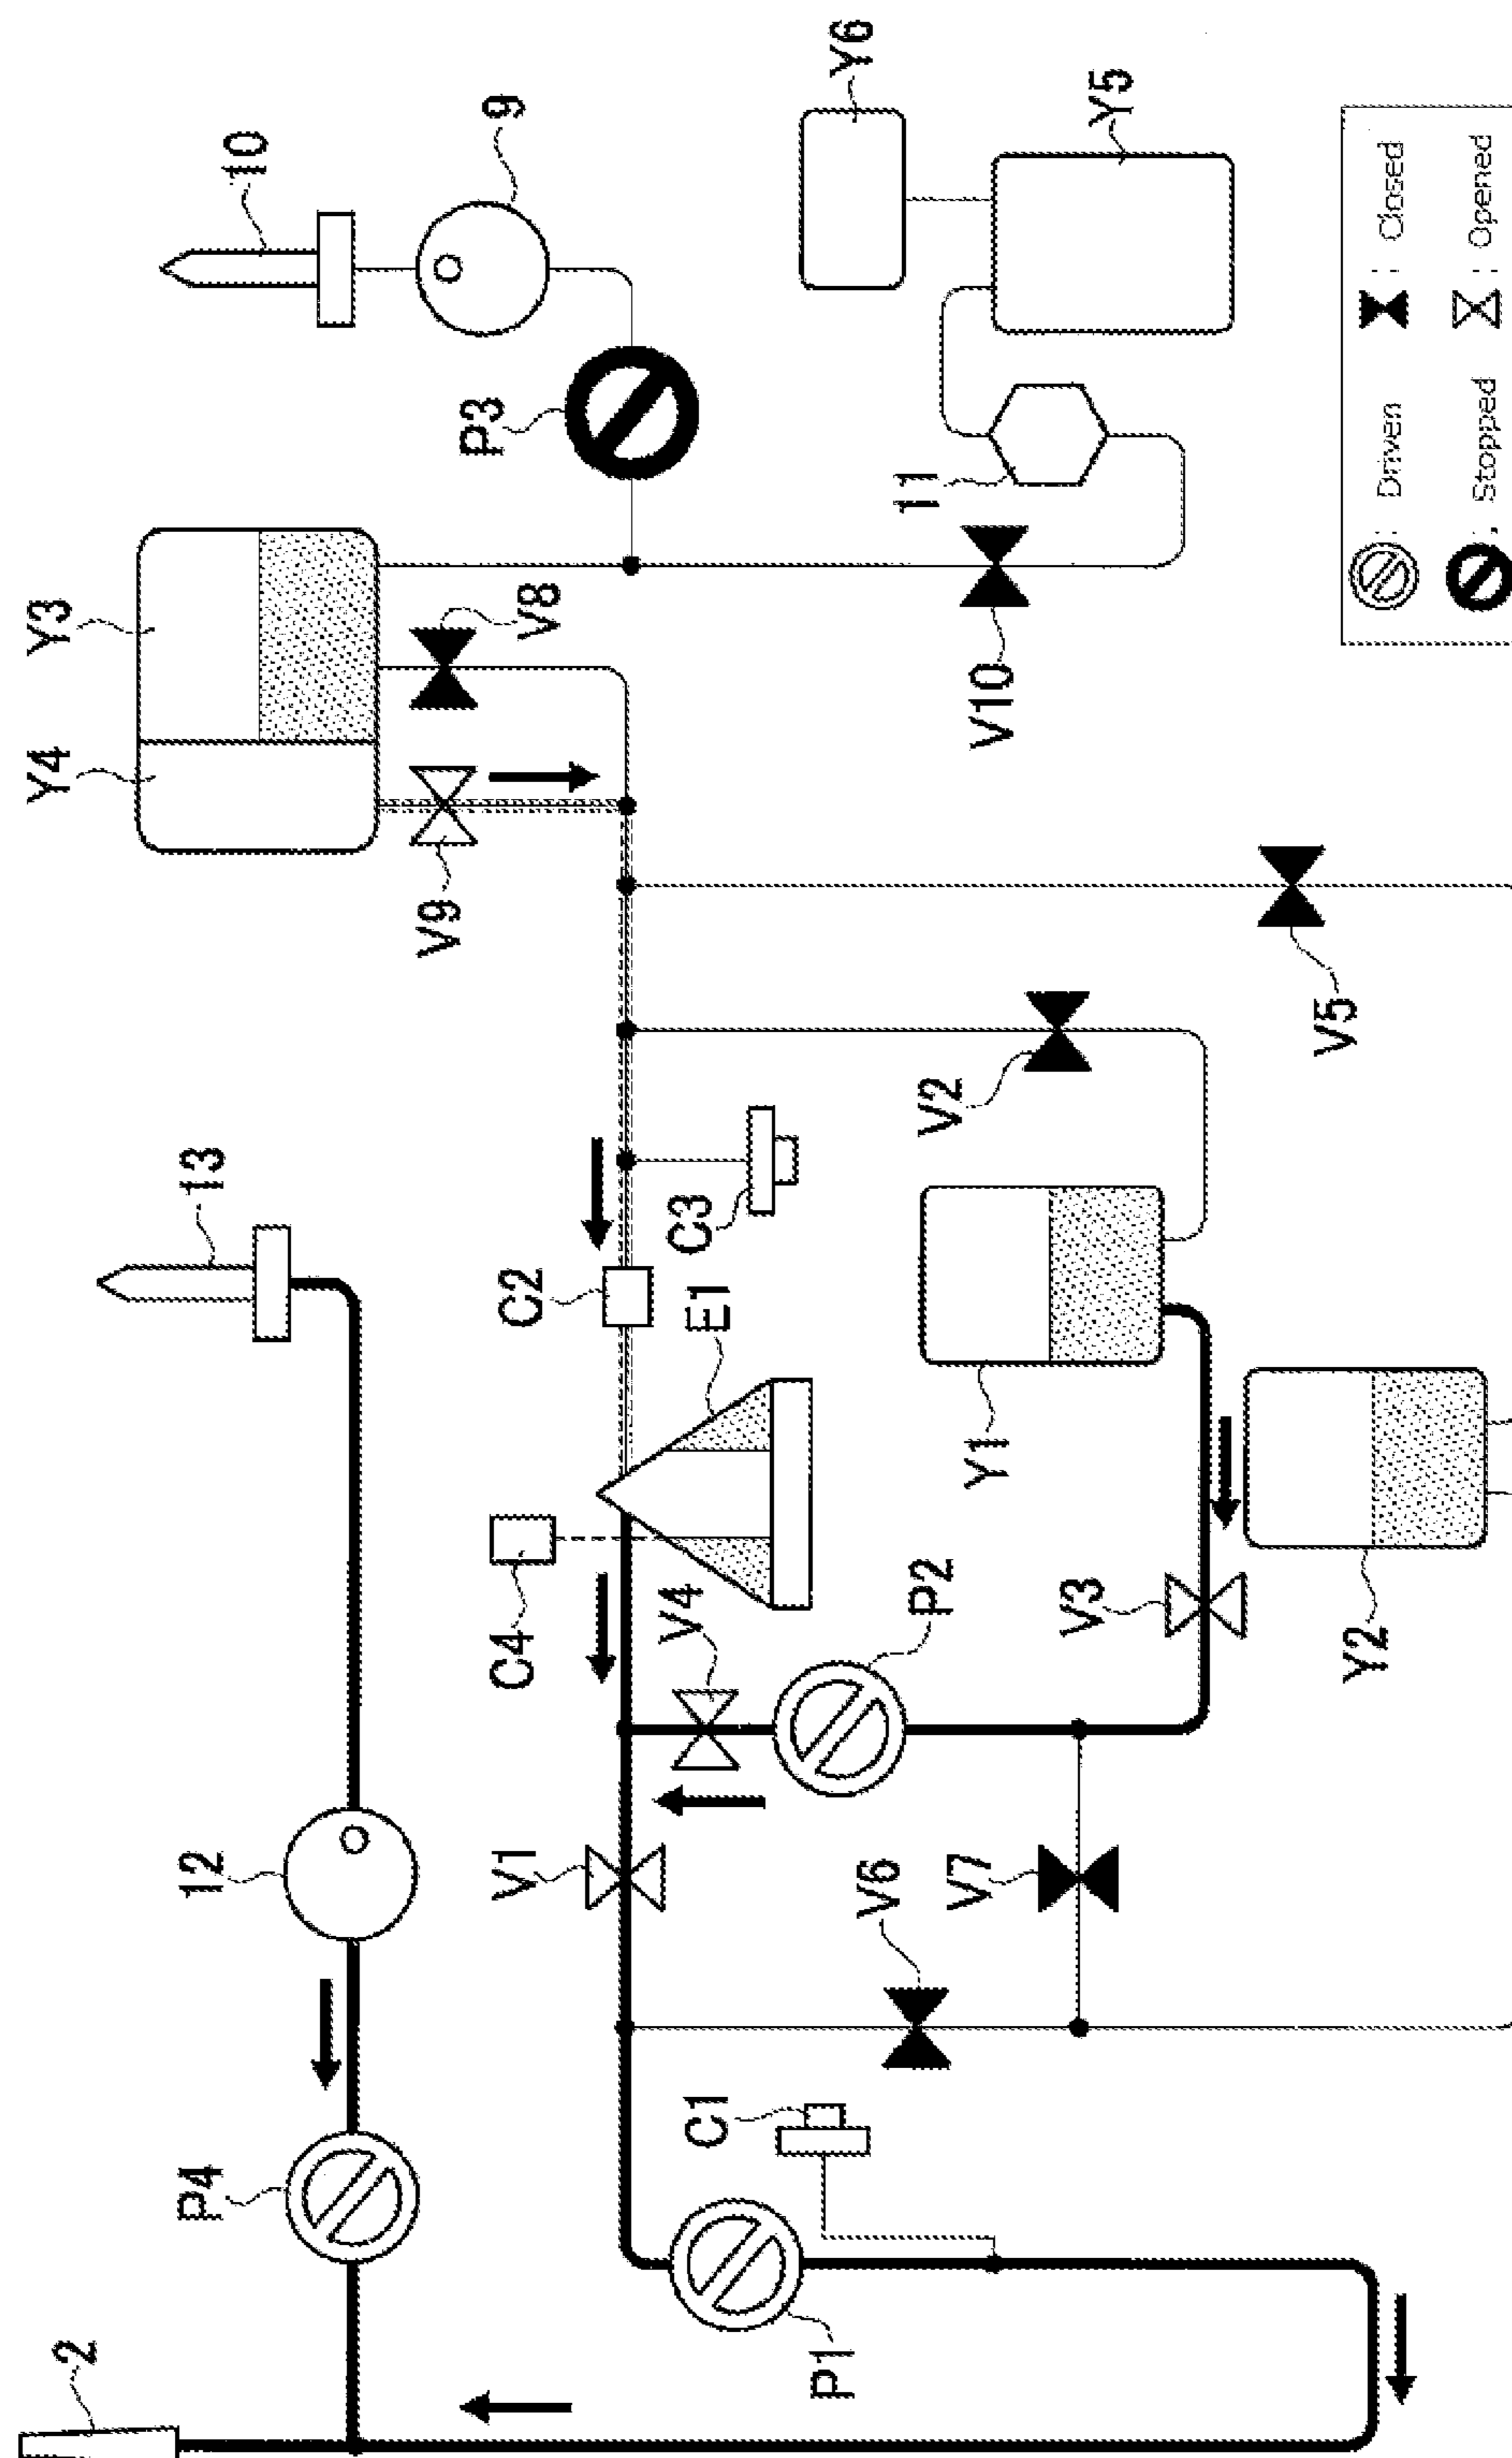 Y4
Y3
2
P4
12
13
10
V9
P3
9
V1
C4
C2
V8
C1
V4
E1
C3
P1
Y6
V6
P2
V2
11
V7
Y1
V10
V3
Y5
V5
Y2
: Driven : Closed
: Stopped : Opened